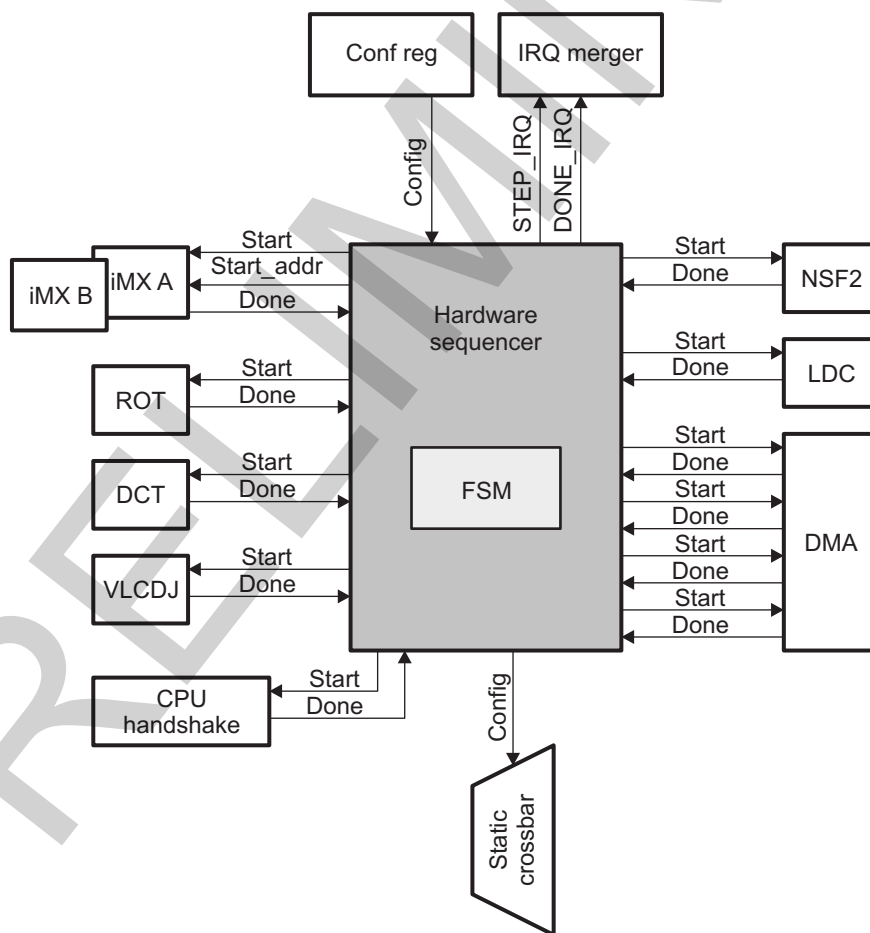 Conf reg
IRQ merger
Config
STEP_IRQ
DONE_IRQ
Start
Start_addr
Done
iMX B
iMX A
Hardware
sequencer
Start
Done
NSF2
Start
Done
ROT
Start
Done
LDC
Start
Done
DCT
FSM
Start
Done
Start
Done
Start
Done
Start
Done
DMA
Start
Done
VLCDJ
Start
Done
CPU
handshake
Config
Static
crossbar
RELIMIN